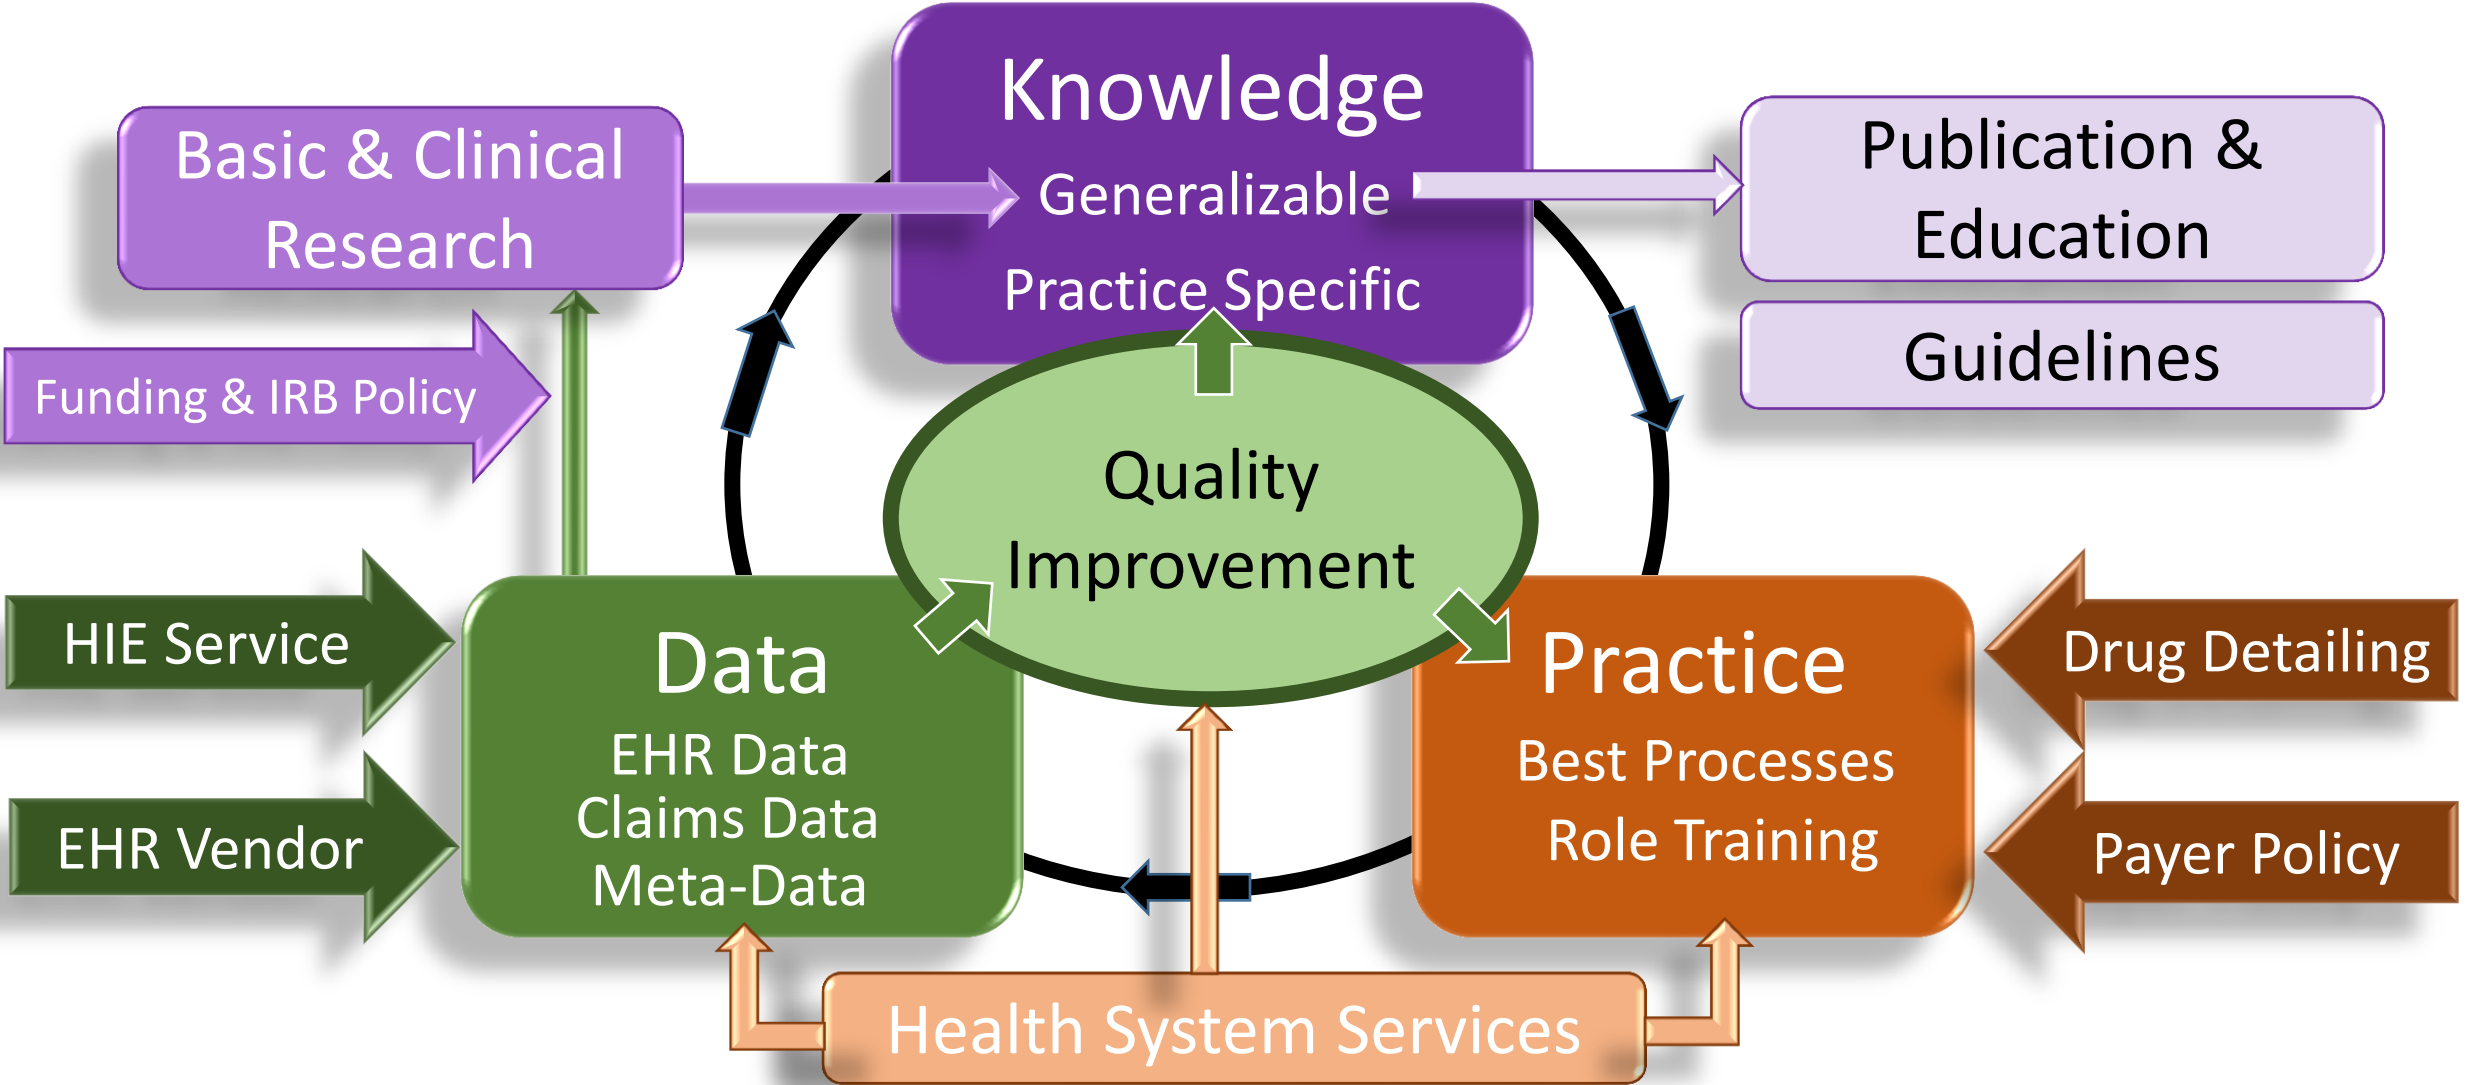 Knowledge
Generalizable
Practice Specific
Basic & Clinical
Research
Publication &
Education
Guidelines
Funding & IRB Policy
Quality
Improvement
HIE Service
EHR Vendor
Data
EHR Data
Claims Data
Meta-Data
Practice
Best Processes
Role Training
Drug Detailing
Payer Policy
Health System Services